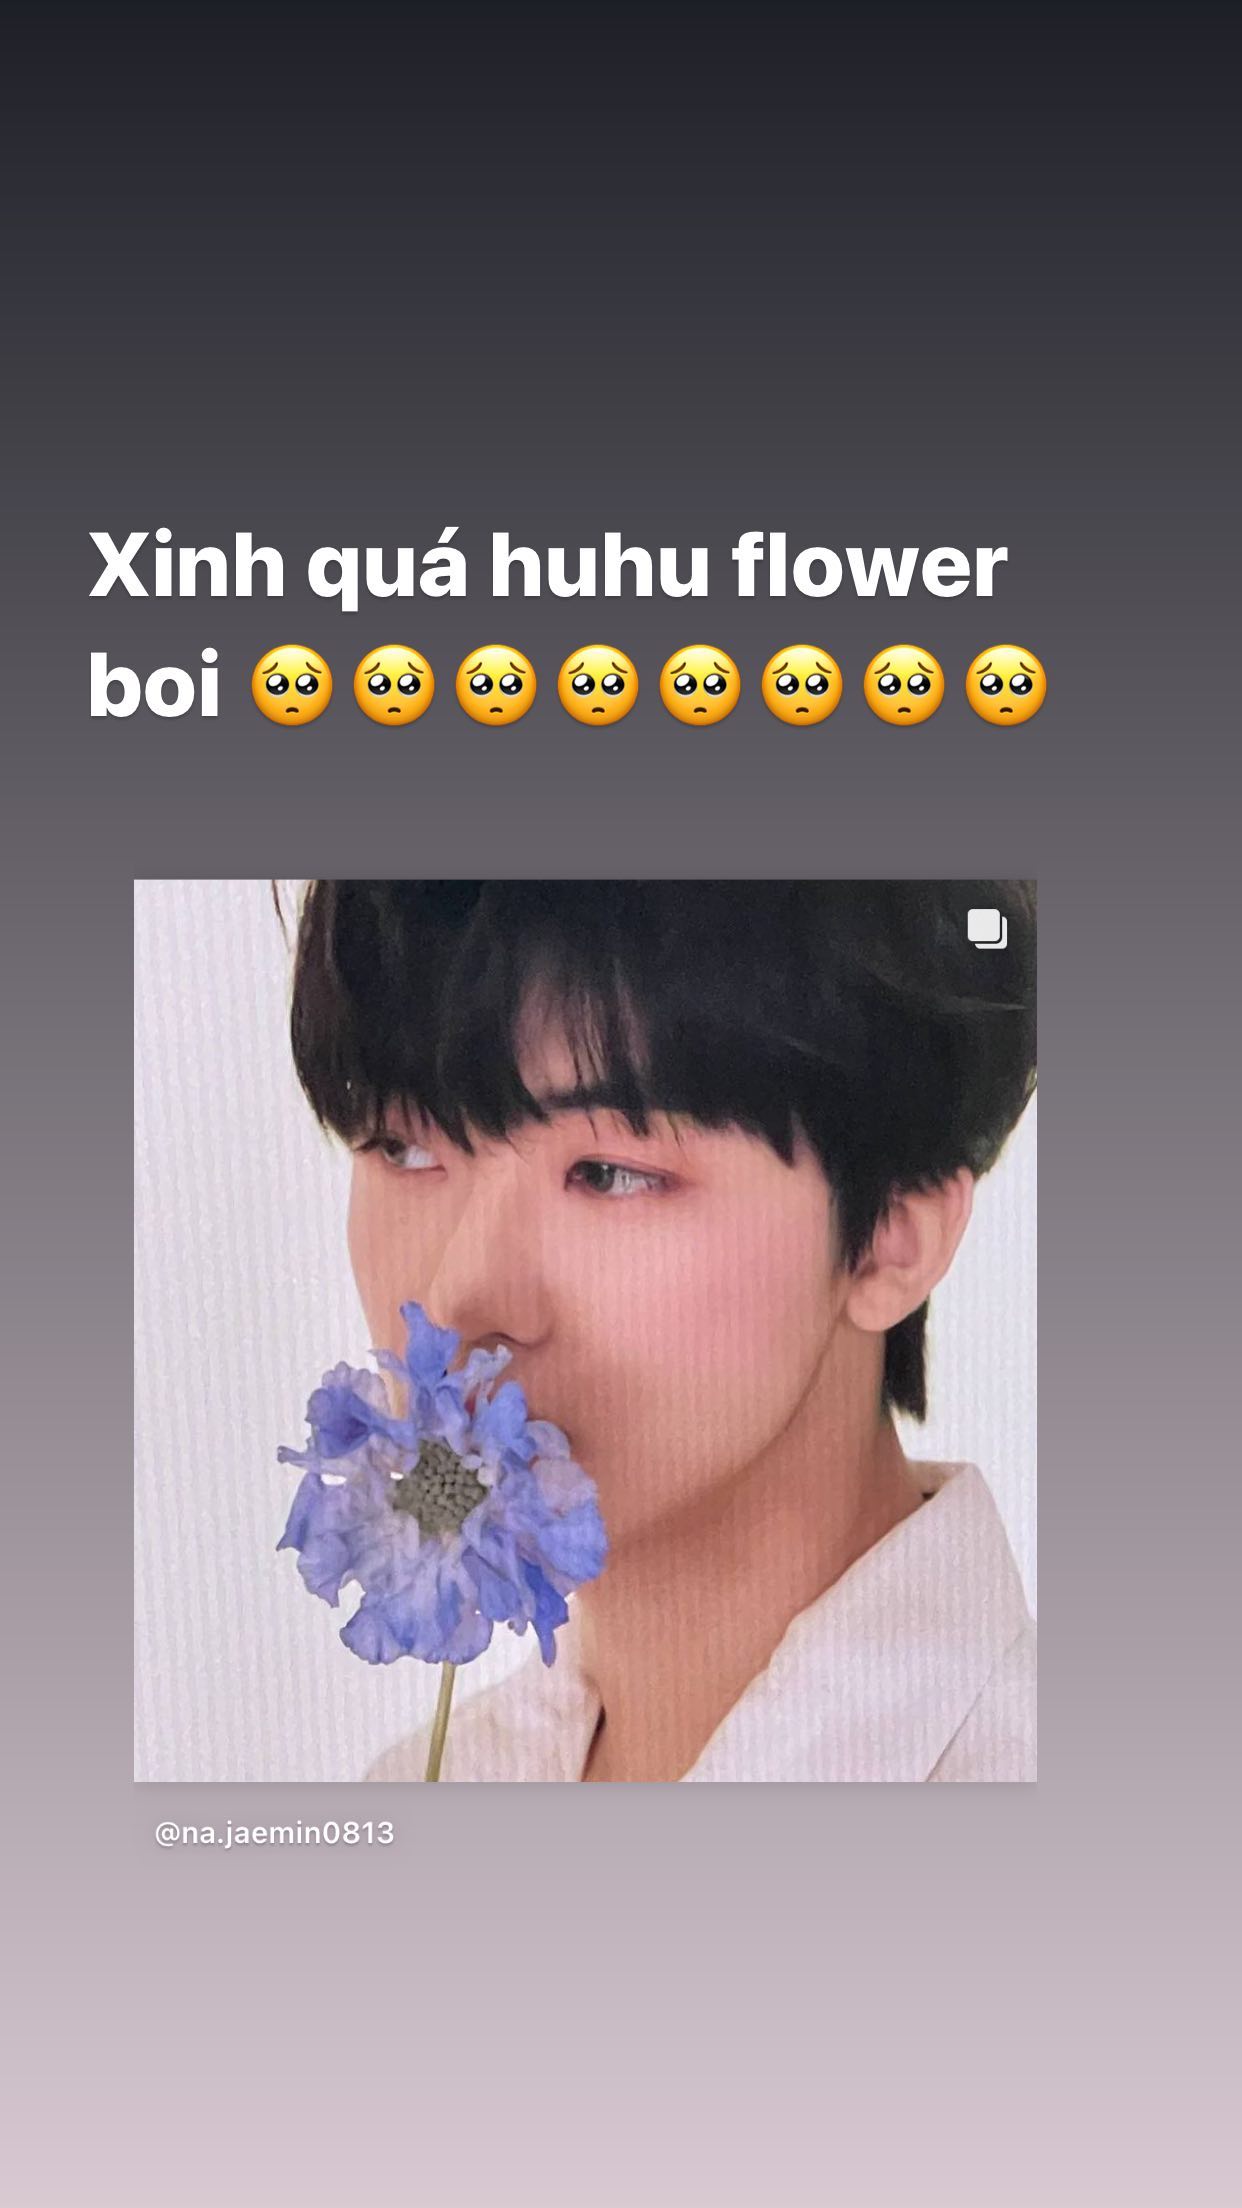 Xinh quá huhu flower
boi 🥺🥺🥺🥺🥺🥺🥺🥺
@na.jaemin0813